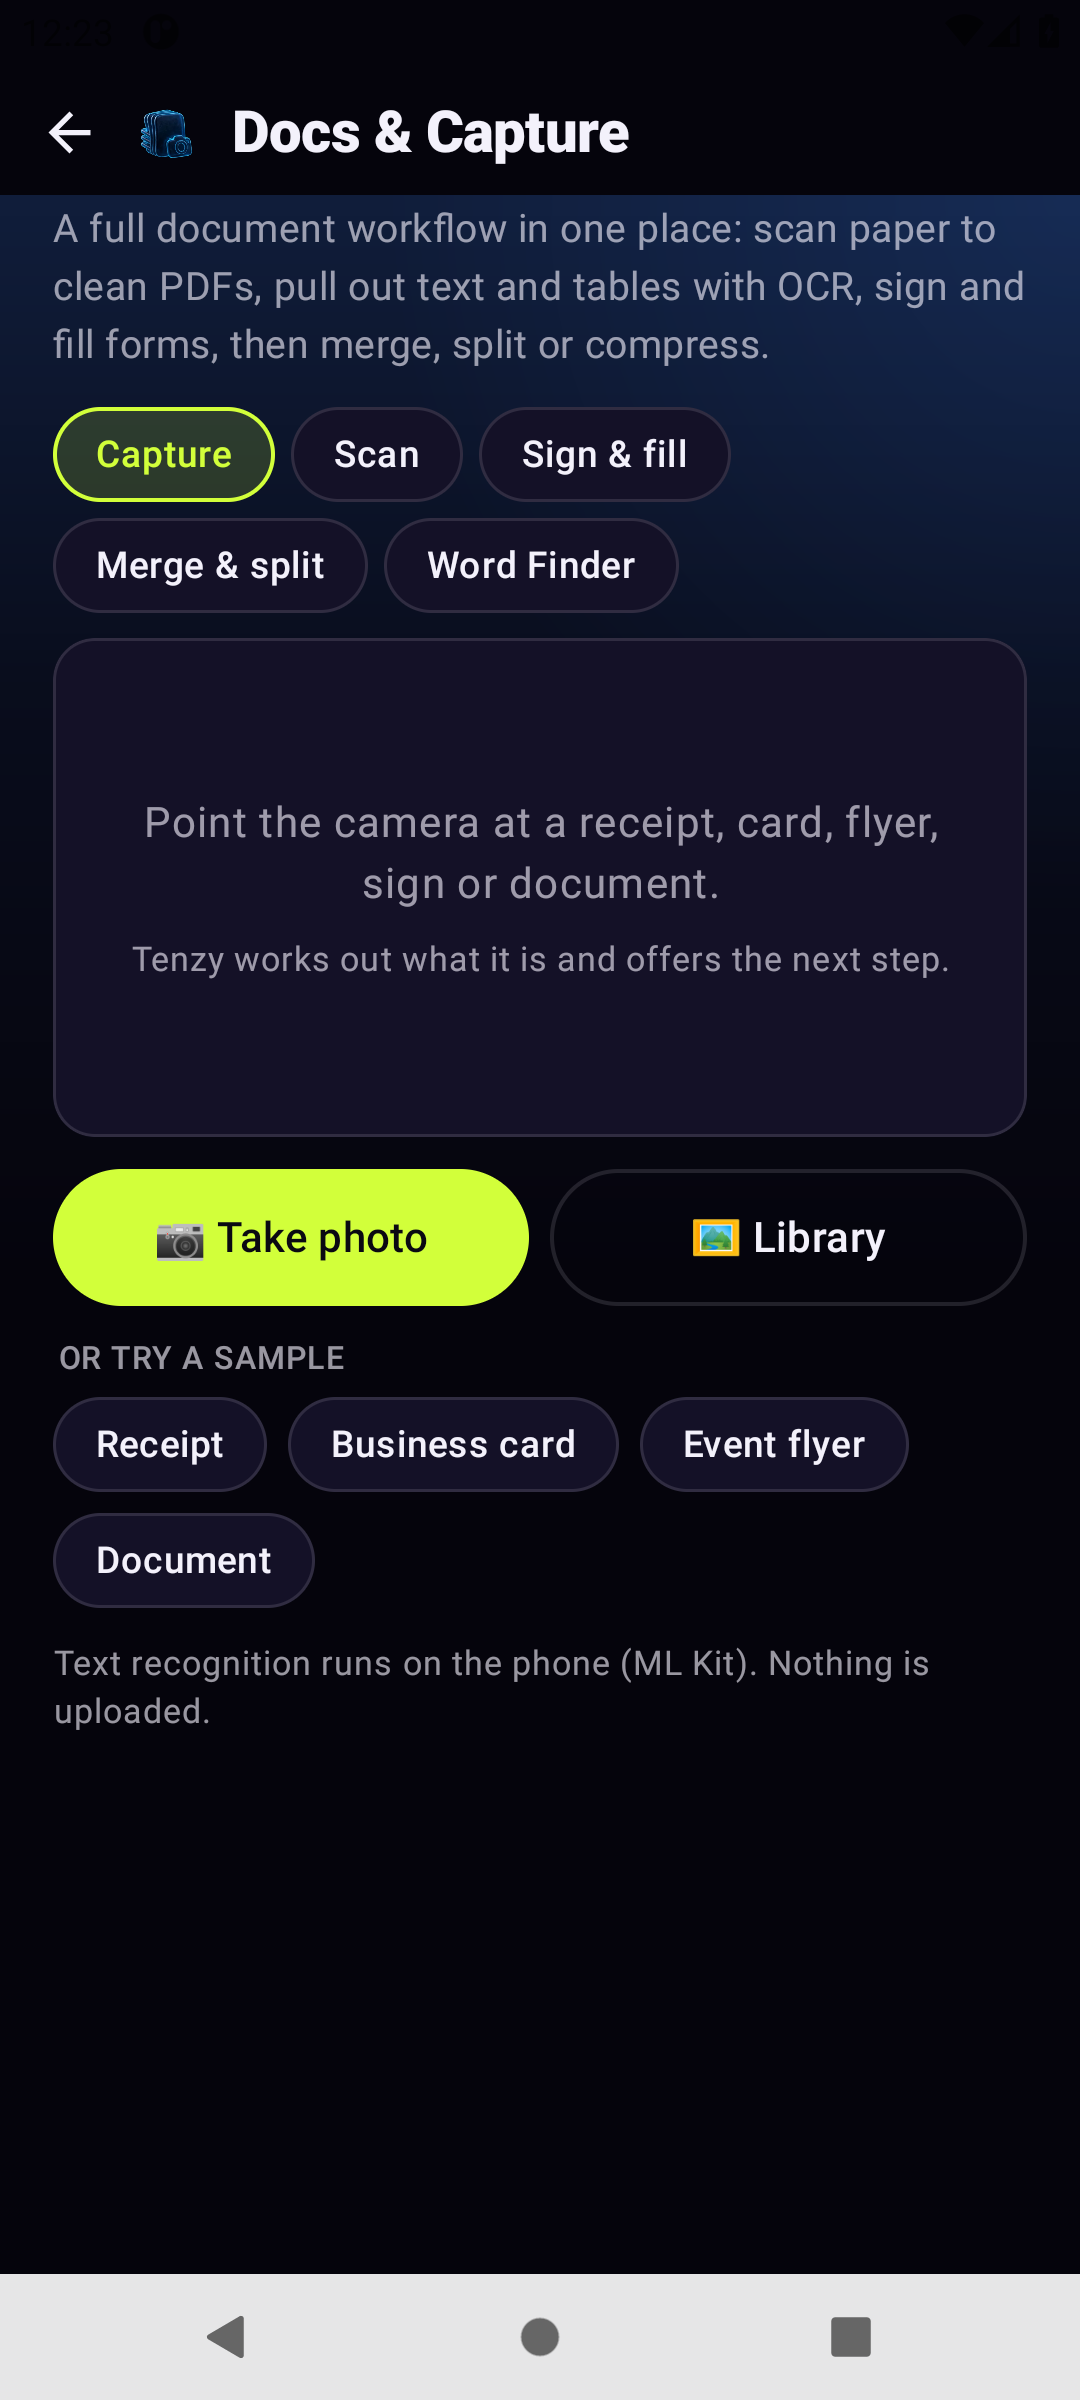 12:23
Docs & Capture
A full document workflow in one place: scan paper to
clean PDFs, pull out text and tables with OCR, sign and
fill forms, then merge, split or compress.
Capture
Scan
Sign & fill
Merge & split
Word Finder
Point the camera at a receipt, card, flyer,
sign or document.
Tenzy works out what it is and offers the next step.
Take photo
Library
OR TRY A SAMPLE
Receipt
Business card
Event flyer
Document
Text recognition runs on the phone (ML Kit). Nothing is
uploaded.